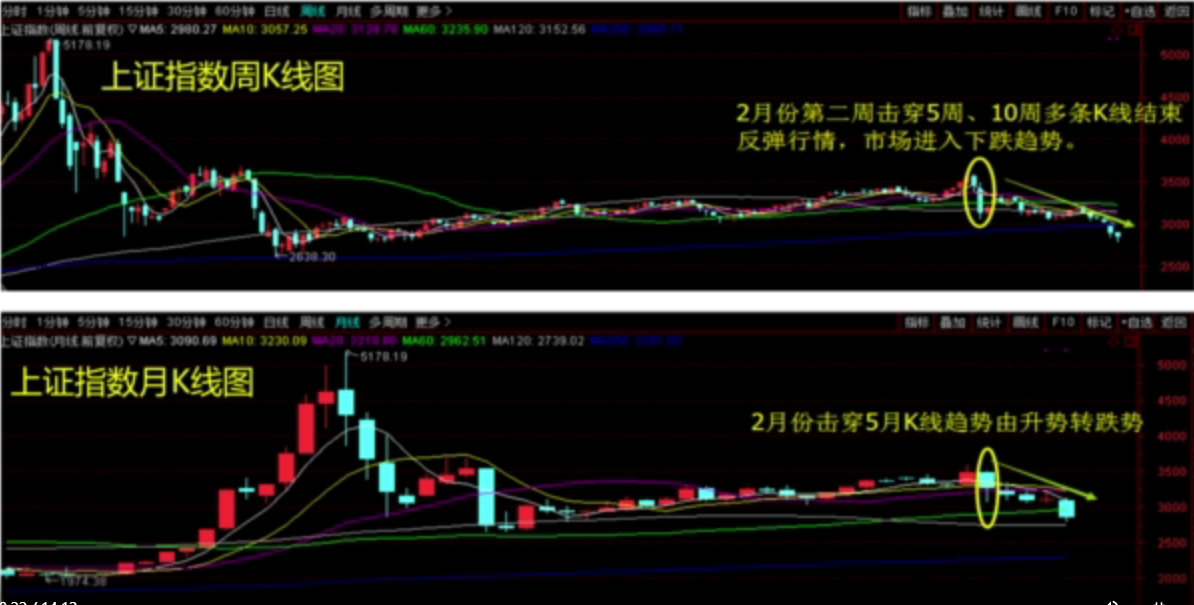 分时 1分钟 5分钟 15分钟 30分钟 60分钟 日线 周线 月线 多周期 更多 > 指标 叠加 统计 画线 F10 标记 +自选 返回
上证指数(周线.前复权) ▽ MA5: 2980.27 MA10: 3057.25 MA60: 3235.90 MA120: 3152.56
5178.19
5000
上证指数周K线图
4500
2月份第二周击穿5周、10周多条K线结束
4000
反弹行情,市场进入下跌趋势。
3500
3000
2638.30
2500
分时 1分钟 5分钟 15分钟 30分钟 60分钟 日线 周线 月线 多周期 更多 > 指标 叠加 统计 画线 F10 标记 +自选 返回
上证指数(月线.前复权) ▽ MA5: 3090.69 MA10: 3230.09 MA60: 2962.51 MA120: 2739.02
5178.19
5000
上证指数月K线图
4500
2月份击穿5月K线趋势由升势转跌势
4000
3500
3000
2500
1974.38
2000